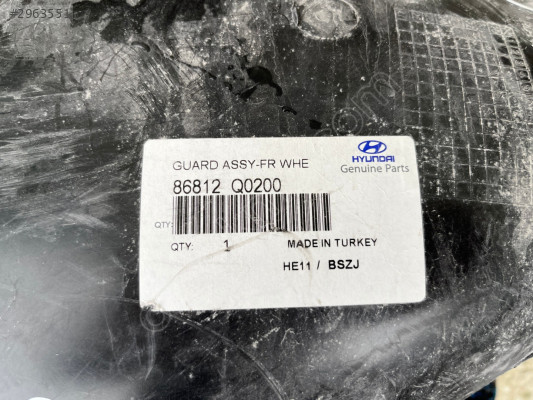 #2963551
HYUNDAI
Genuine Parts
GUARD ASSY-FR WHE
86812 Q0200
QTY:
QTY: 1 MADE IN TURKEY
HE11 / BSZJ